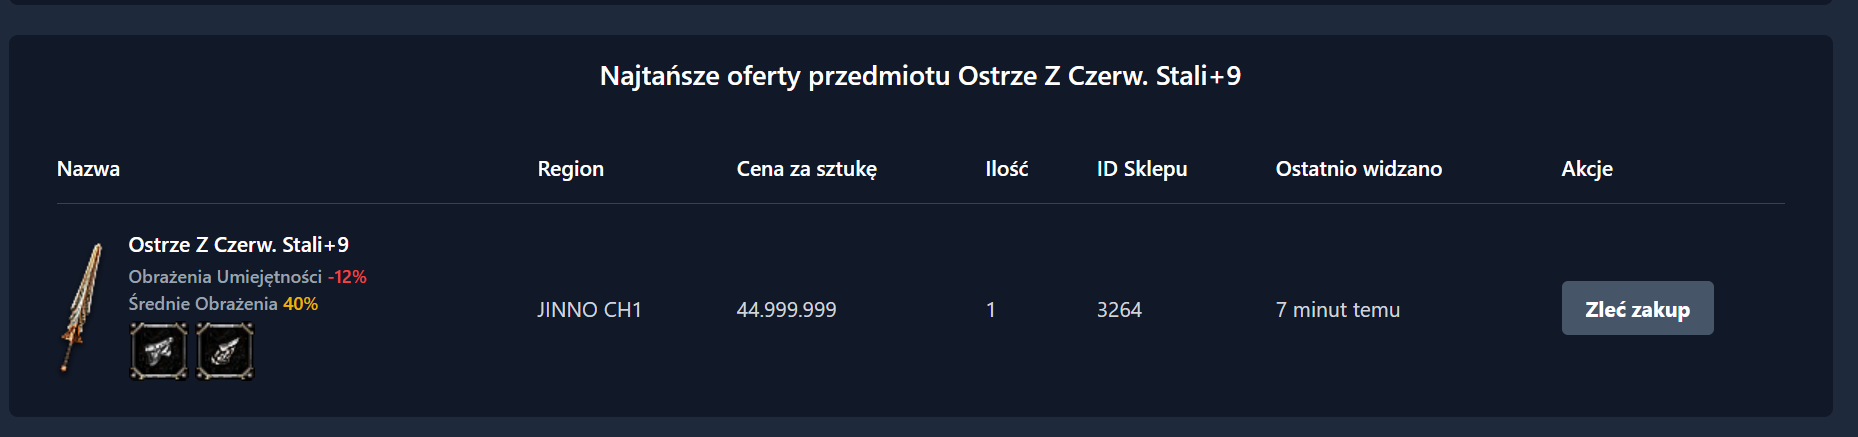 Najtańsze oferty przedmiotu Ostrze Z Czerw. Stali+9
Nazwa Region Cena za sztukę Ilość ID Sklepu Ostatnio widzano Akcje
Ostrze Z Czerw. Stali+9
Obrażenia Umiejętności -12%
Średnie Obrażenia 40%
JINNO CH1 44.999.999 1 3264 7 minut temu Zleć zakup